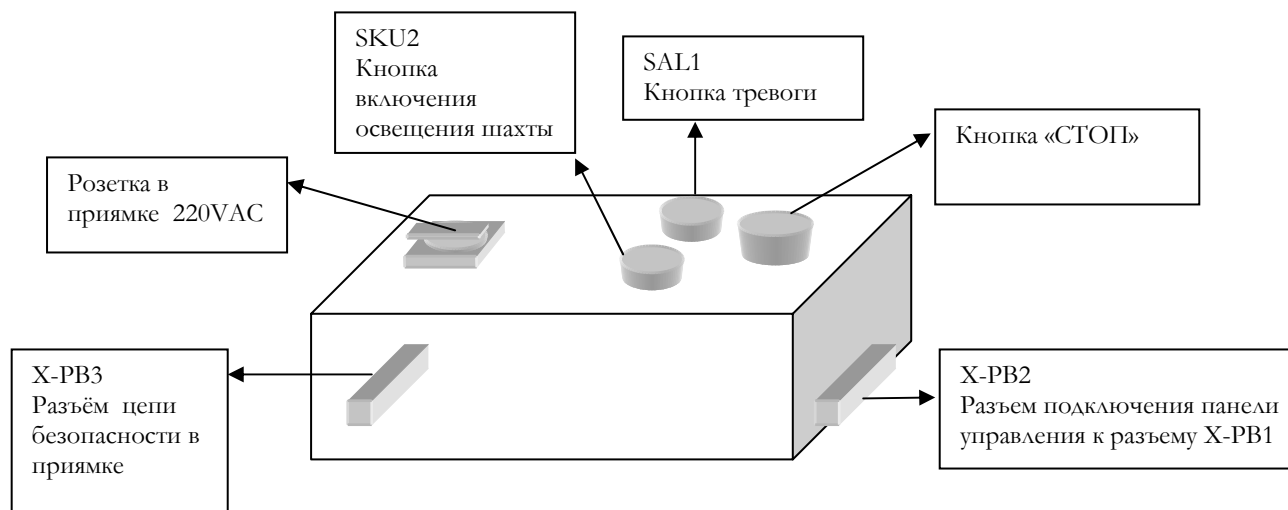 SKU2
Кнопка
включения
освещения шахты
SAL1
Кнопка тревоги
Кнопка «СТОП»
Розетка в
приямке 220VAC
X-PB3
Разъём цепи
безопасности в
приямке
X-PB2
Разъем подключения панели
управления к разъему X-PB1